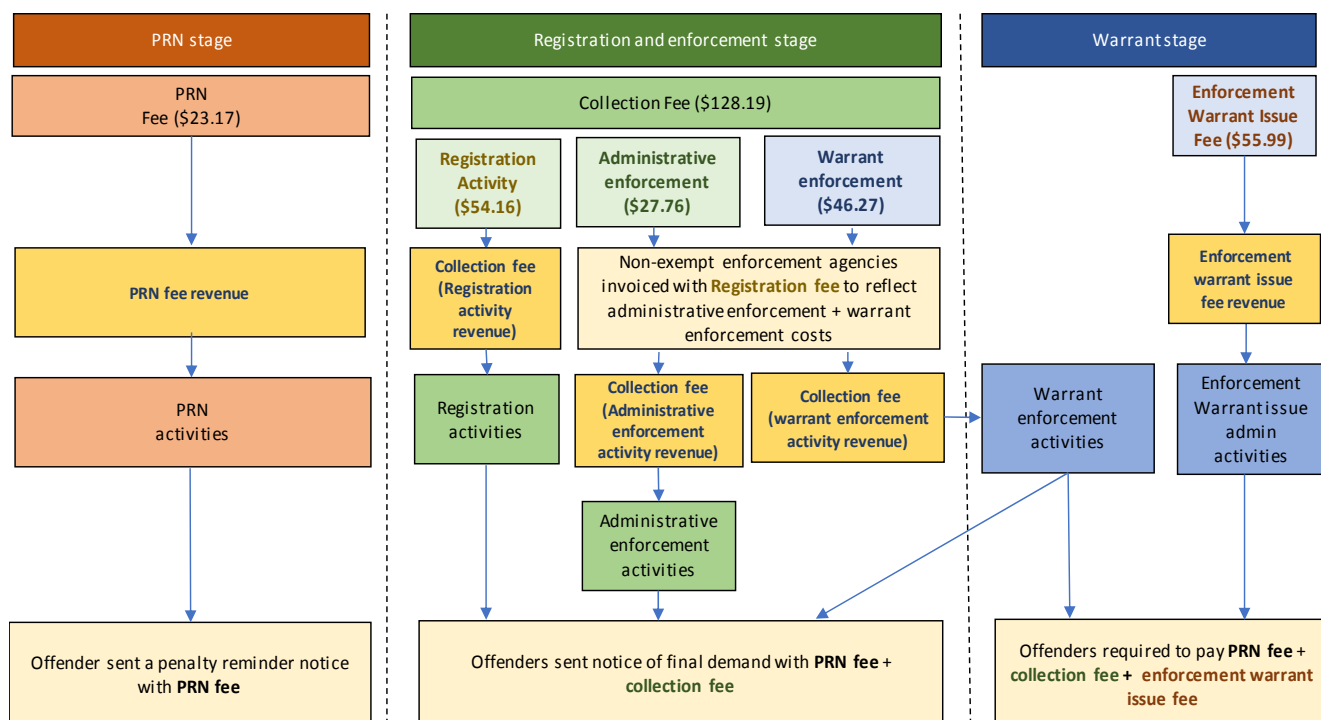 PRN stage
Registration and enforcement stage
Warrant stage
PRN
Fee ($23.17)
Collection Fee ($128.19)
Enforcement
Warrant Issue
Fee ($55.99)
Registration
Activity
($54.16)
Administrative
enforcement
($27.76)
Warrant
enforcement
($46.27)
PRN fee revenue
Collection fee
(Registration
activity
revenue)
Non-exempt enforcement agencies
invoiced with Registration fee to reflect
administrative enforcement + warrant
enforcement costs
Enforcement
warrant issue
fee revenue
PRN
activities
Registration
activities
Collection fee
(Administrative
enforcement
activity revenue)
Collection fee
(warrant enforcement
activity revenue)
Warrant
enforcement
activities
Enforcement
Warrant issue
admin
activities
Administrative
enforcement
activities
Offender sent a penalty reminder notice
with PRN fee
Offenders sent notice of final demand with PRN fee +
collection fee
Offenders required to pay PRN fee +
collection fee + enforcement warrant
issue fee